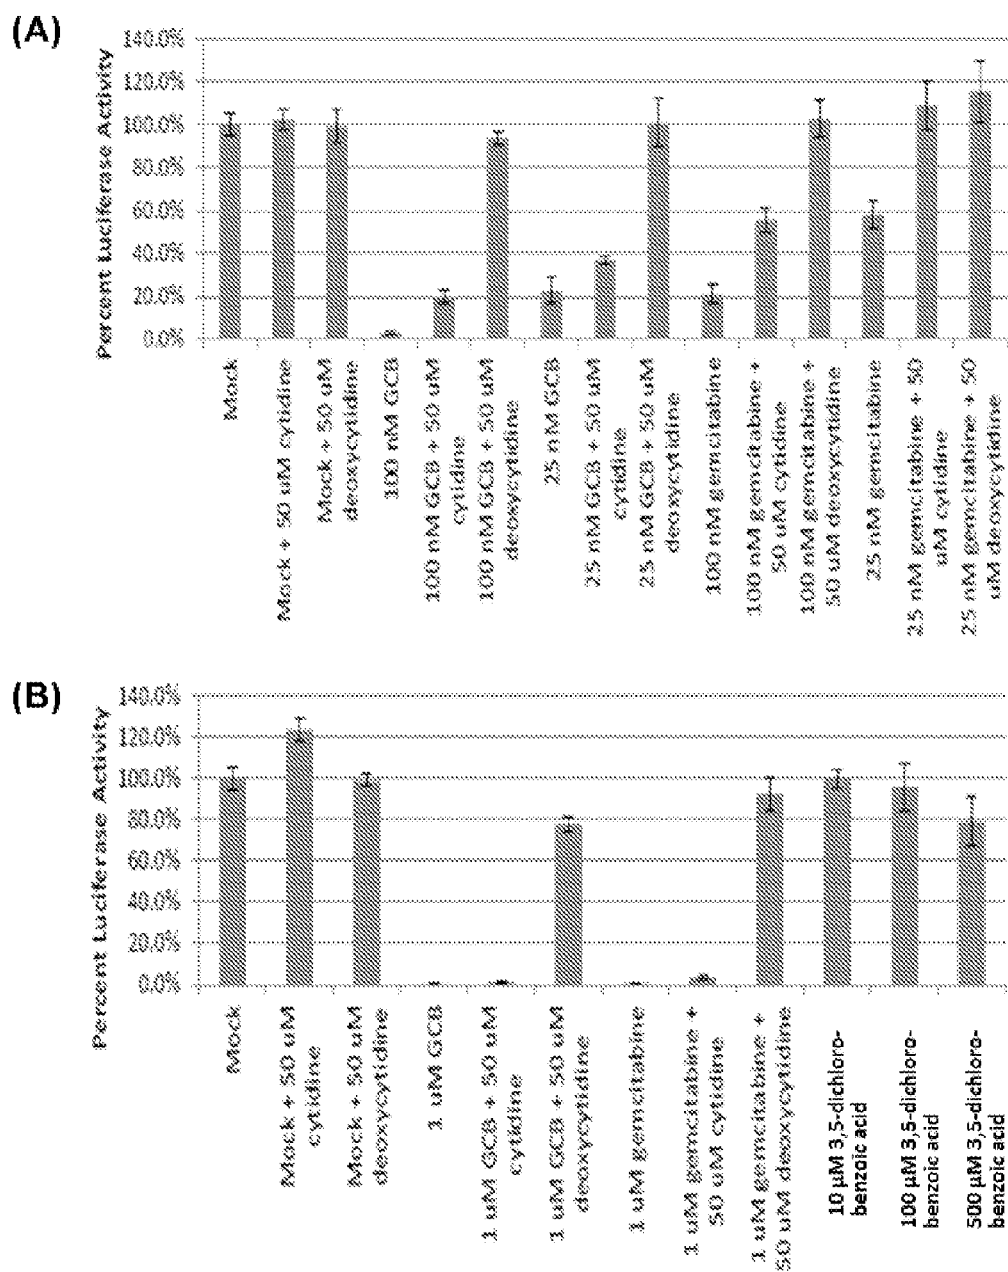 (A)
Percent Luciferase Activity
140.0%
120.0%
100.0%
80.0%
60.0%
40.0%
20.0%
0.0%
Mock
Mock + 50 uM cytidine
Mock + 50 uM
deoxycytidine
100 nM GCB
100 nM GCB + 50 uM
cytidine
100 nM GCB + 50 uM
deoxycytidine
25 nM GCB
25 nM GCB + 50 uM
cytidine
25 nM GCB + 50 uM
deoxycytidine
100 nM gemcitabine
100 nM gemcitabine +
50 uM cytidine
100 nM gemcitabine +
50 uM deoxycytidine
25 nM gemcitabine
25 nM gemcitabine + 50
uM cytidine
25 nM gemcitabine + 50
uM deoxycytidine
(B)
Percent Luciferase Activity
140.0%
120.0%
100.0%
80.0%
60.0%
40.0%
20.0%
0.0%
Mock
Mock + 50 uM
cytidine
Mock + 50 uM
deoxycytidine
1 uM GCB
1 uM GCB + 50 uM
cytidine
1 uM GCB + 50 uM
deoxycytidine
1 uM gemcitabine
1 uM gemcitabine +
50 uM cytidine
1 uM gemcitabine +
50 uM deoxycytidine
10 µM 3,5-dichloro-
benzoic acid
100 µM 3,5-dichloro-
benzoic acid
500 µM 3,5-dichloro-
benzoic acid